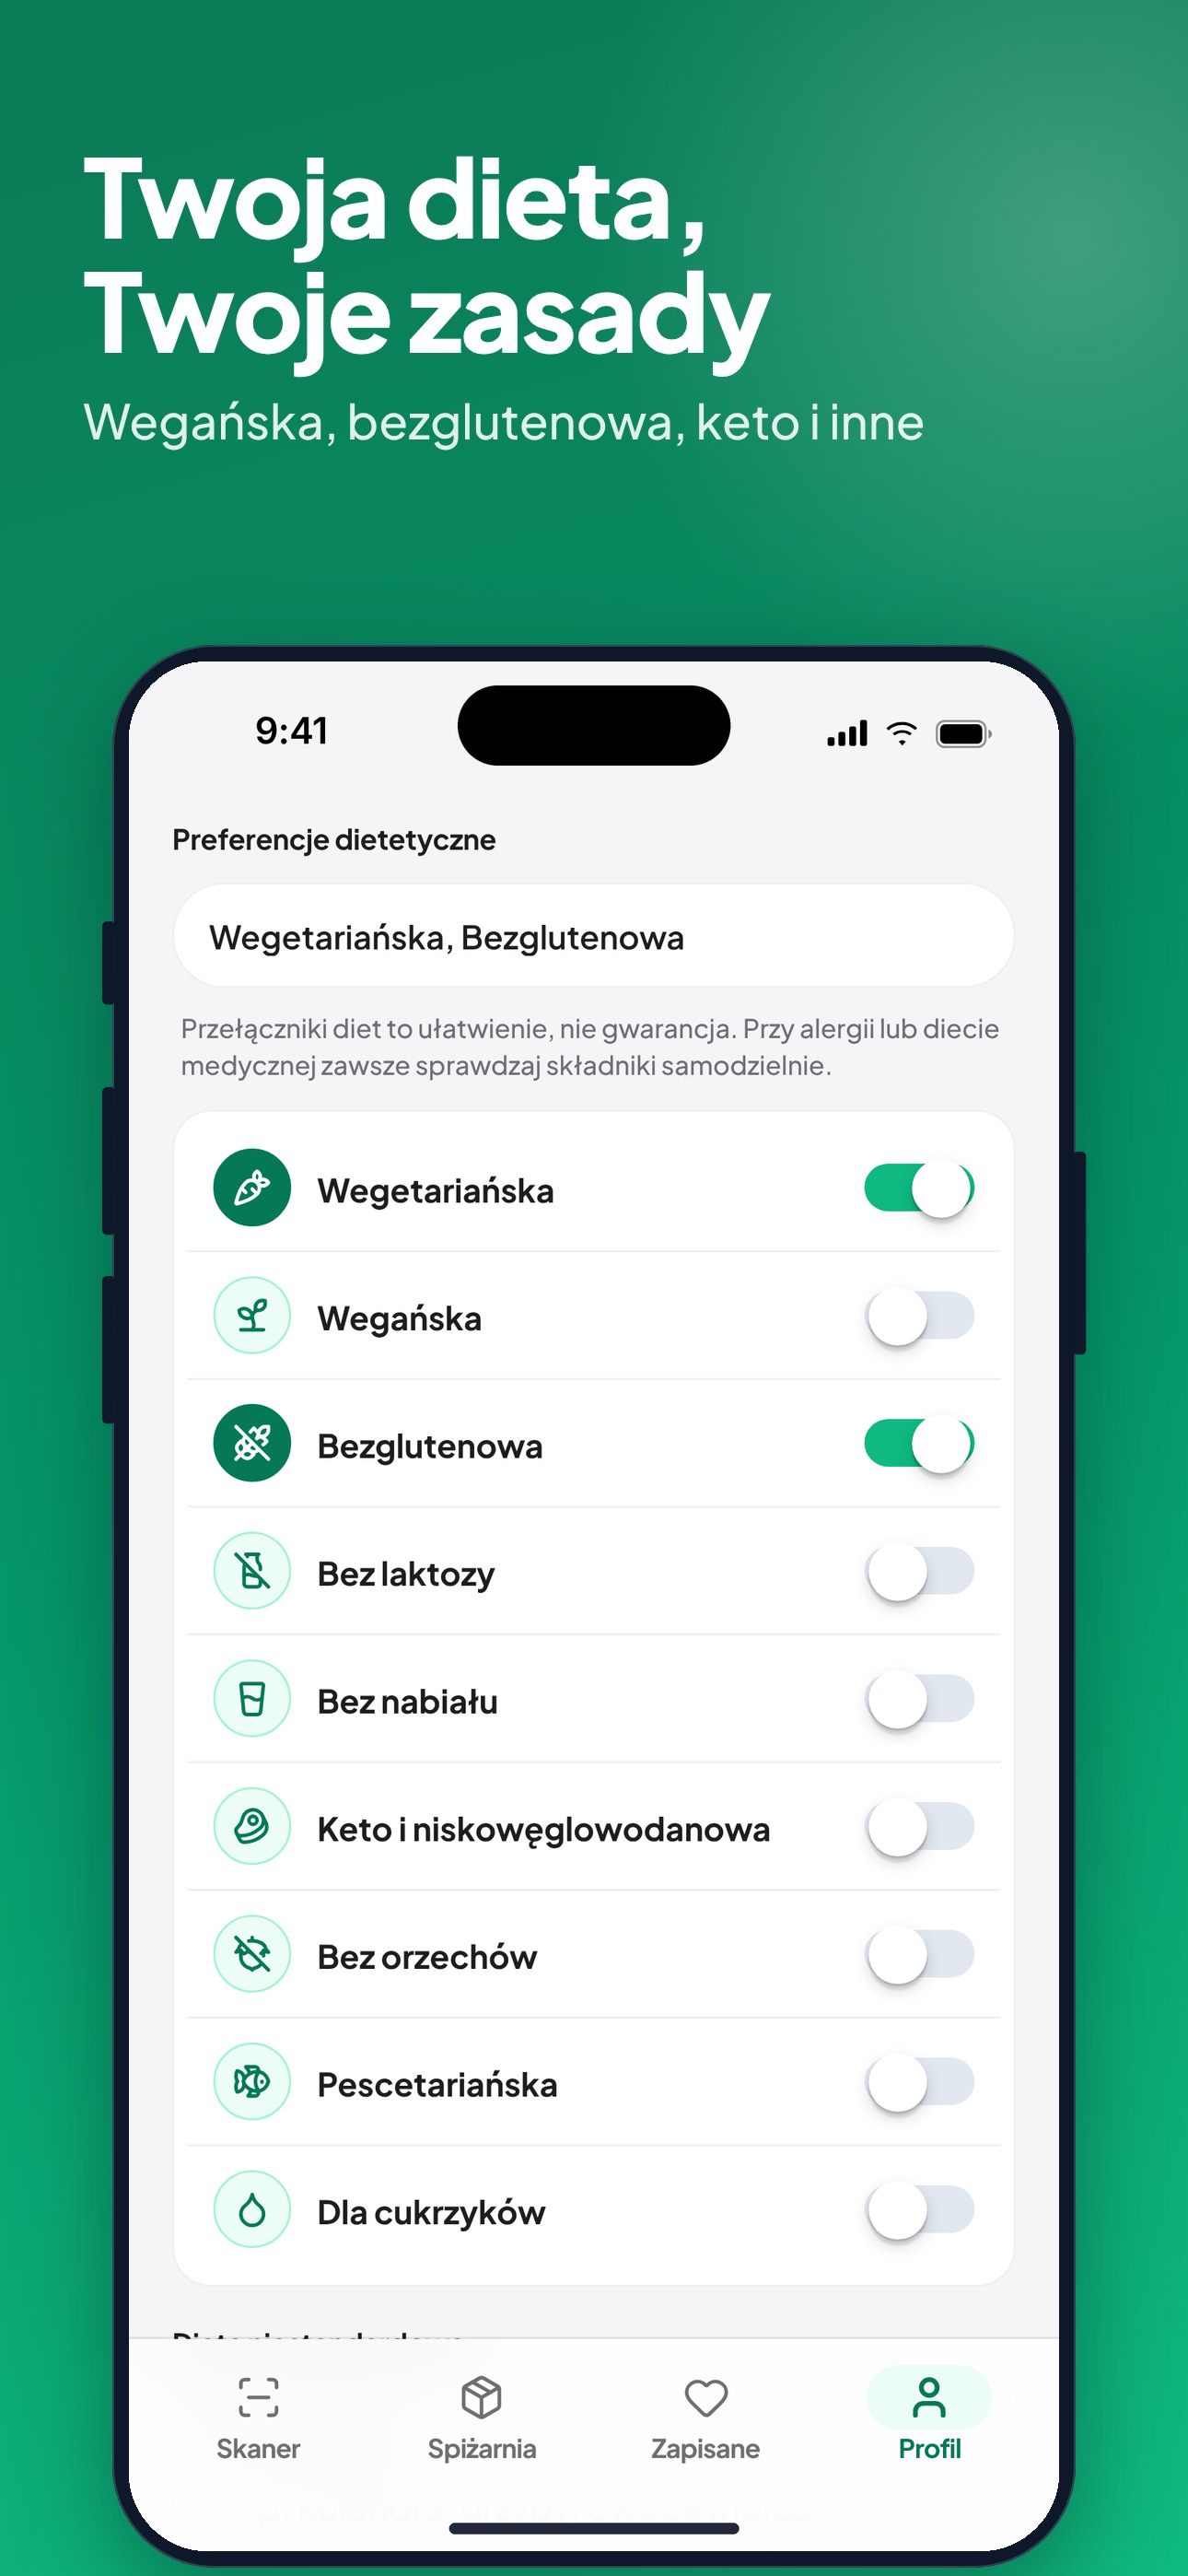 Twoja dieta,
Twoje zasady
Wegańska, bezglutenowa, keto i inne
9:41
Preferencje dietetyczne
Wegetariańska, Bezglutenowa
Przełączniki diet to ułatwienie, nie gwarancja. Przy alergii lub diecie
medycznej zawsze sprawdzaj składniki samodzielnie.
Wegetariańska
Wegańska
Bezglutenowa
Bez laktozy
Bez nabiału
Keto i niskowęglowodanowa
Bez orzechów
Pescetariańska
Dla cukrzyków
Skaner
Spiżarnia
Zapisane
Profil